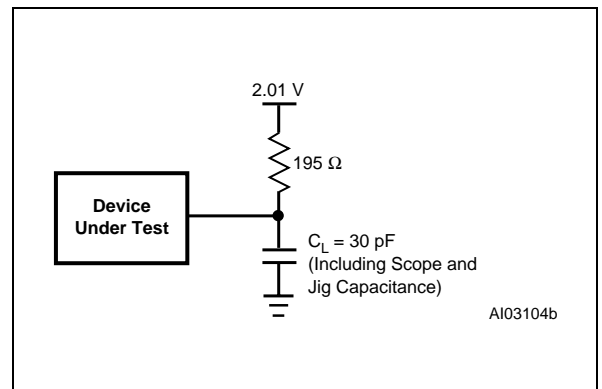 2.01 V
195 Ω
Device
Under Test
C_L = 30 pF
(Including Scope and
Jig Capacitance)
AI03104b